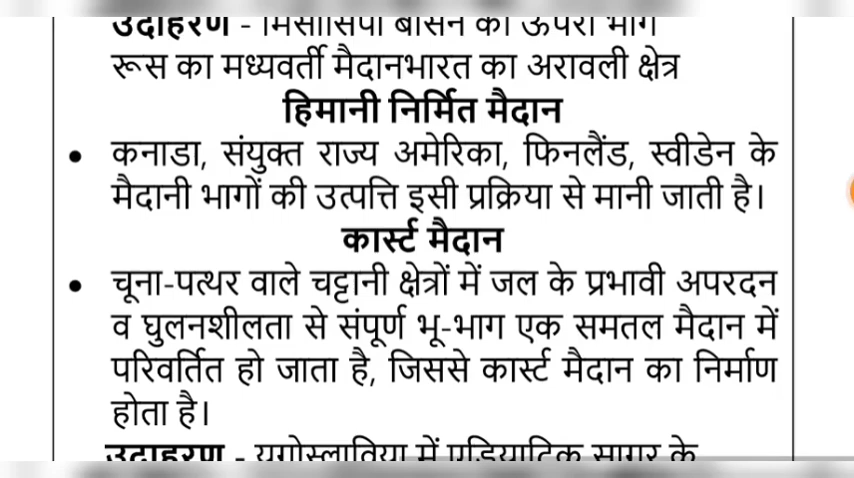 उदाहरण - मिसीसिपी बेसिन का ऊपरी भाग
रूस का मध्यवर्ती मैदानभारत का अरावली क्षेत्र
हिमानी निर्मित मैदान
• कनाडा, संयुक्त राज्य अमेरिका, फिनलैंड, स्वीडेन के
मैदानी भागों की उत्पत्ति इसी प्रक्रिया से मानी जाती है।
कार्स्ट मैदान
• चूना-पत्थर वाले चट्टानी क्षेत्रों में जल के प्रभावी अपरदन
व घुलनशीलता से संपूर्ण भू-भाग एक समतल मैदान में
परिवर्तित हो जाता है, जिससे कार्स्ट मैदान का निर्माण
होता है।
उदाहरण - युगोस्लाविया में एड्रियाटिक सागर के